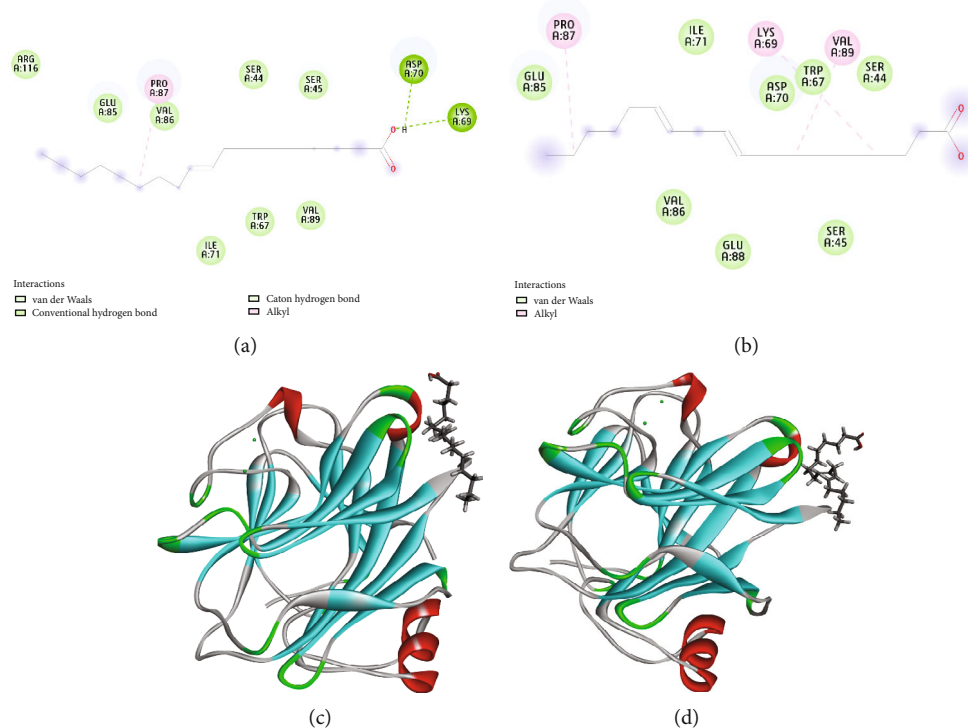 ARG
A:116
GLU
A:85
PRO
A:87
VAL
A:86
SER
A:44
SER
A:45
ASP
A:70
LYS
A:69
O
H
O
TRP
A:67
VAL
A:89
ILE
A:71
Interactions
van der Waals
Conventional hydrogen bond
Caton hydrogen bond
Alkyl
(a)
PRO
A:87
GLU
A:85
ILE
A:71
LYS
A:69
VAL
A:89
ASP
A:70
TRP
A:67
SER
A:44
O
O
VAL
A:86
GLU
A:88
SER
A:45
Interactions
van der Waals
Alkyl
(b)
(c)
(d)